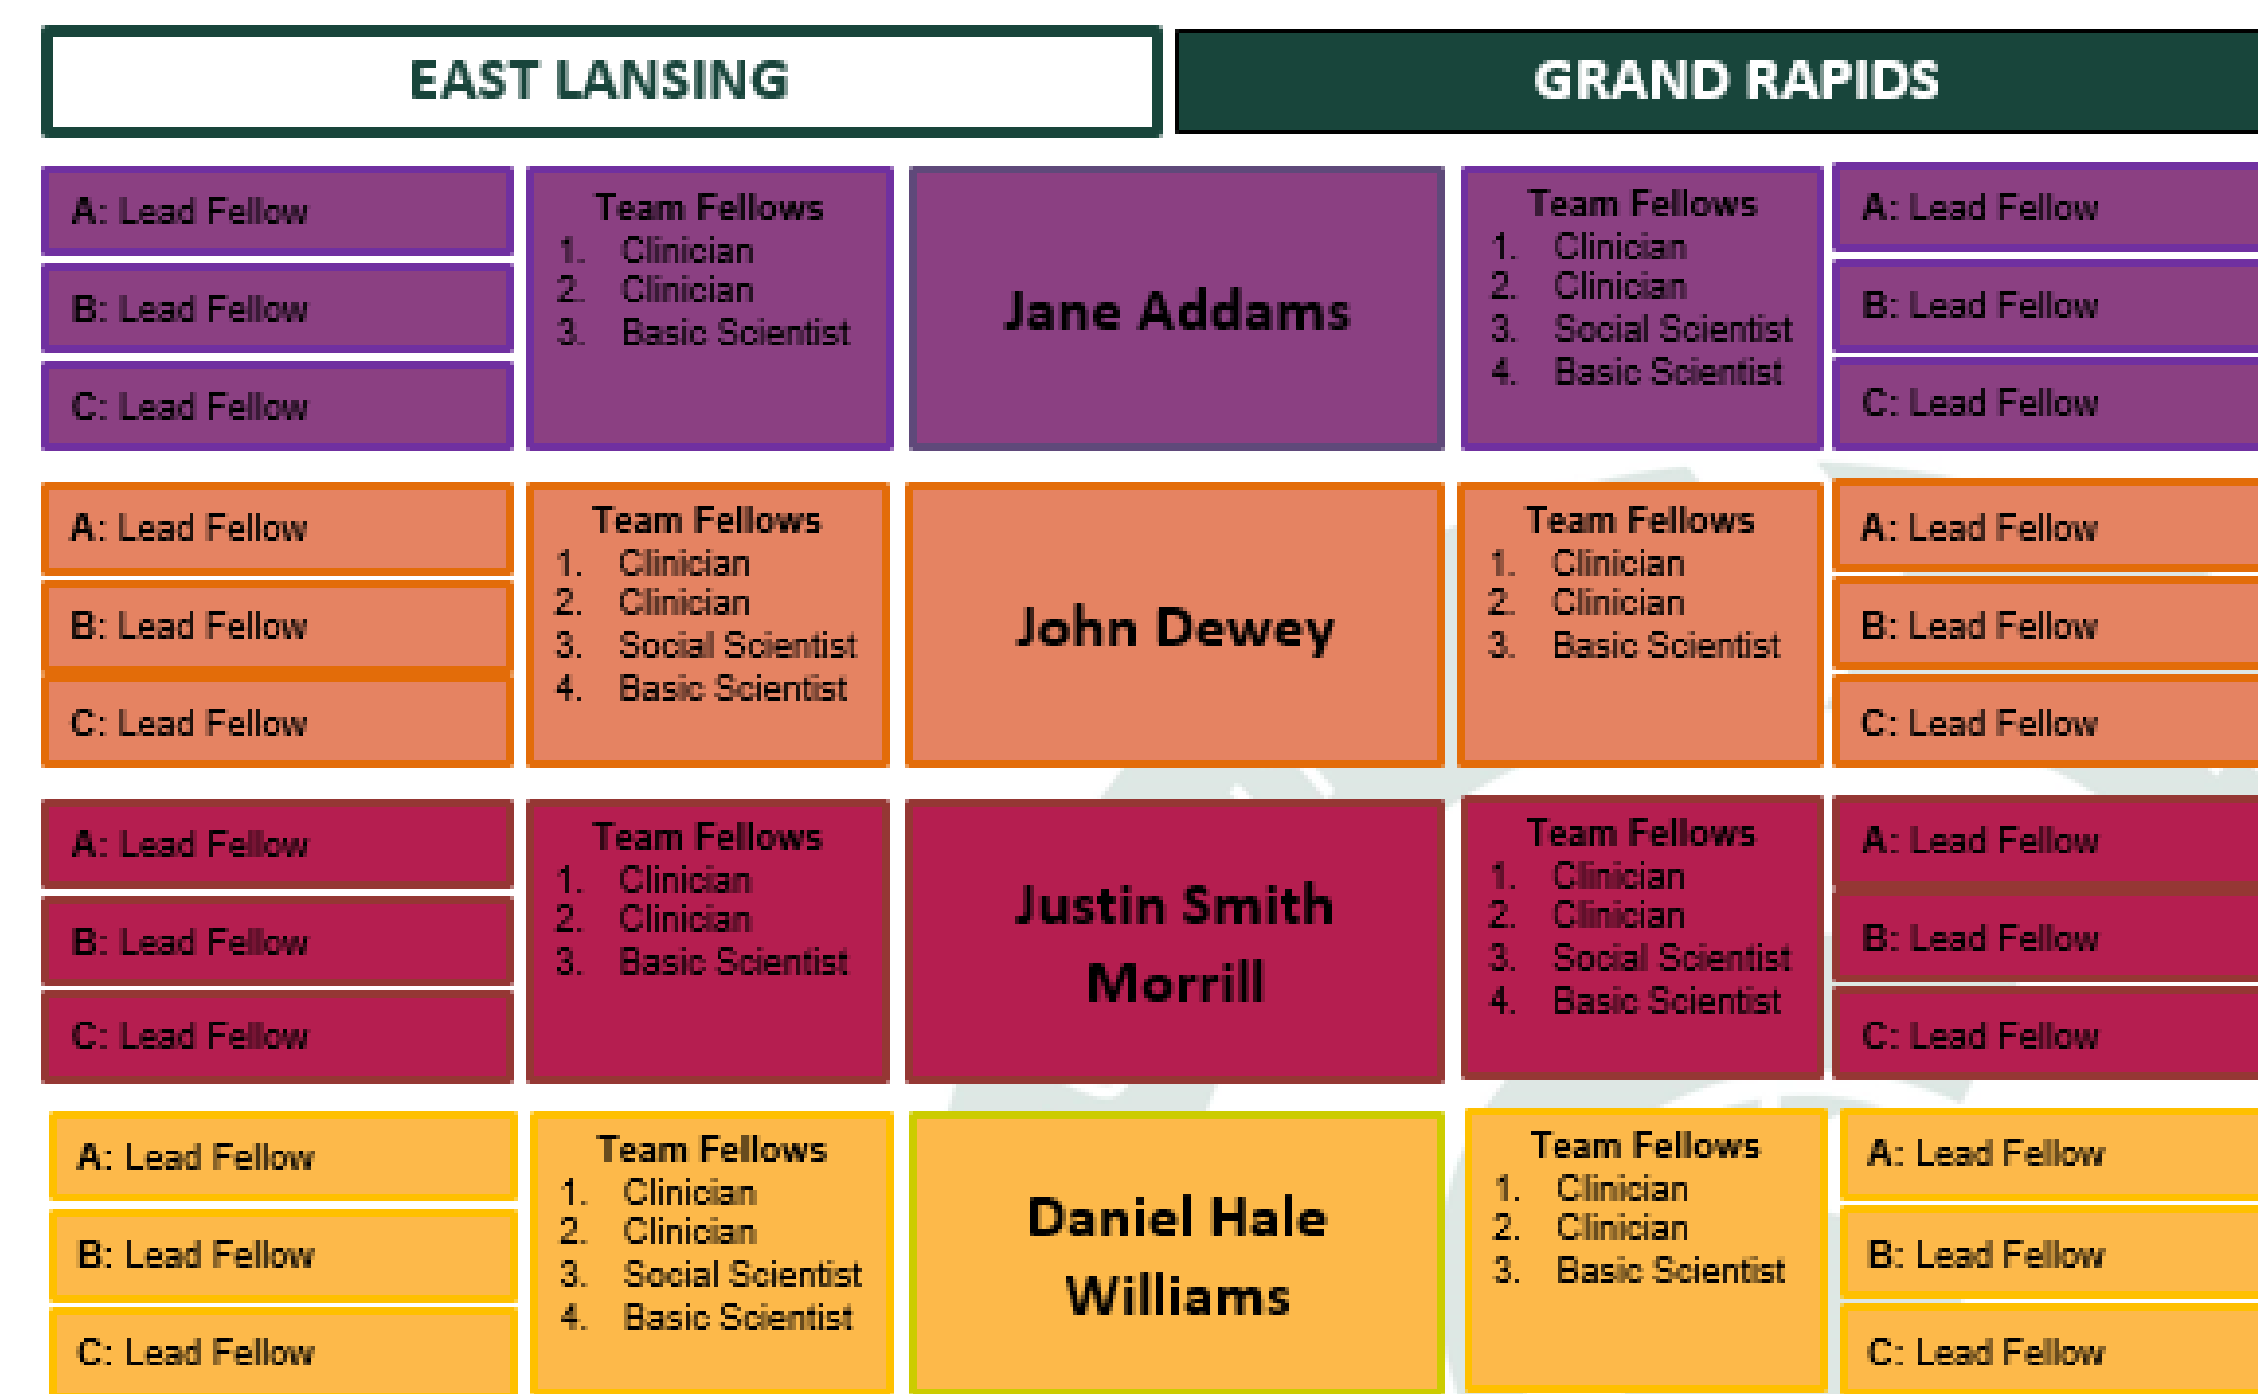 EAST LANSING
GRAND RAPIDS
A: Lead Fellow
B: Lead Fellow
C: Lead Fellow
Team Fellows
1. Clinician
2. Clinician
3. Basic Scientist
Jane Addams
Team Fellows
1. Clinician
2. Clinician
3. Social Scientist
4. Basic Scientist
A: Lead Fellow
B: Lead Fellow
C: Lead Fellow
A: Lead Fellow
B: Lead Fellow
C: Lead Fellow
Team Fellows
1. Clinician
2. Clinician
3. Social Scientist
4. Basic Scientist
John Dewey
Team Fellows
1. Clinician
2. Clinician
3. Basic Scientist
A: Lead Fellow
B: Lead Fellow
C: Lead Fellow
A: Lead Fellow
B: Lead Fellow
C: Lead Fellow
Team Fellows
1. Clinician
2. Clinician
3. Basic Scientist
Justin Smith
Morrill
Team Fellows
1. Clinician
2. Clinician
3. Social Scientist
4. Basic Scientist
A: Lead Fellow
B: Lead Fellow
C: Lead Fellow
A: Lead Fellow
B: Lead Fellow
C: Lead Fellow
Team Fellows
1. Clinician
2. Clinician
3. Social Scientist
4. Basic Scientist
Daniel Hale
Williams
Team Fellows
1. Clinician
2. Clinician
3. Basic Scientist
A: Lead Fellow
B: Lead Fellow
C: Lead Fellow